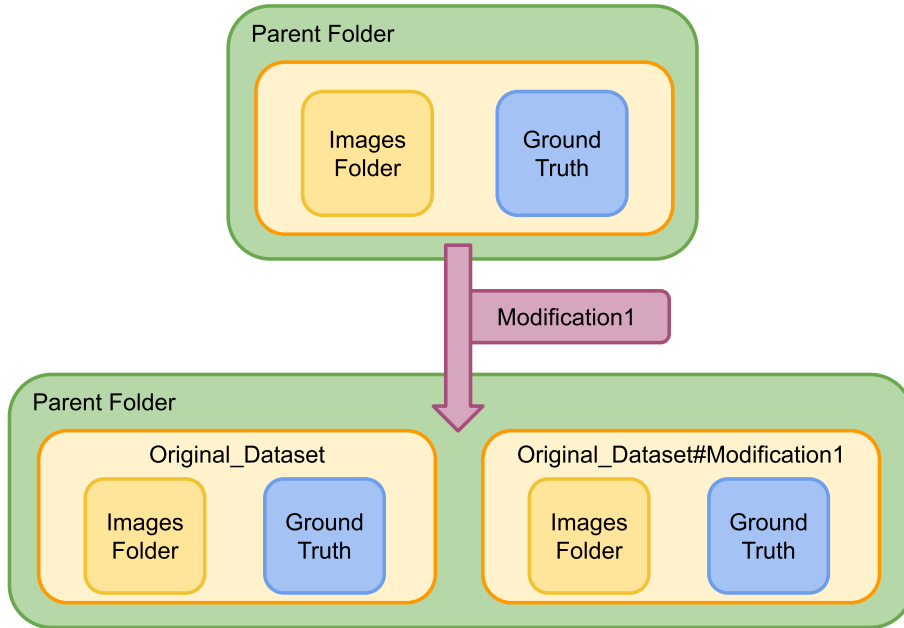 Parent Folder
Images
Folder
Ground
Truth
Modification1
Parent Folder
Original_Dataset
Images
Folder
Ground
Truth
Original_Dataset#Modification1
Images
Folder
Ground
Truth